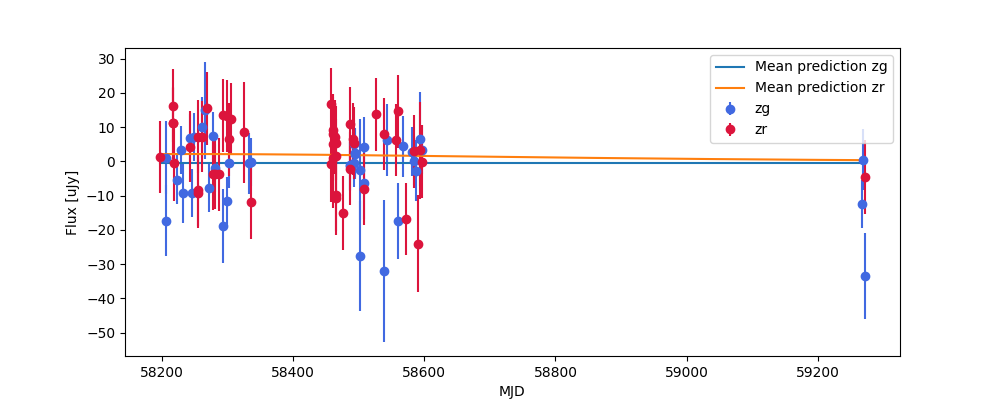 30
20
10
0
−10
−20
−30
−40
−50
Flux [uJy]
58200
58400
58600
58800
59000
59200
MJD
Mean prediction zg
Mean prediction zr
zg
zr